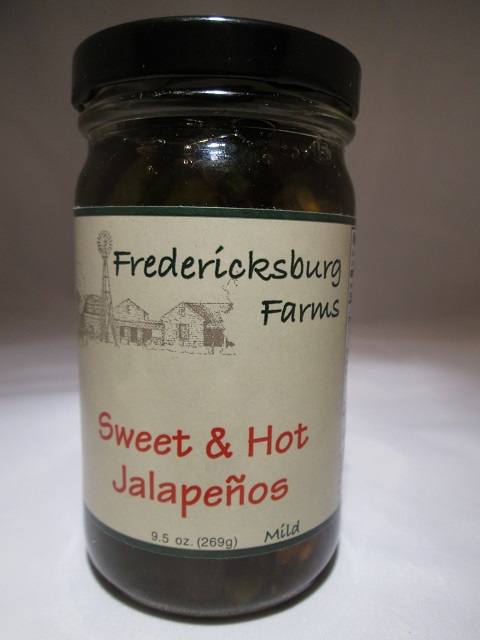 Fredericksburg
Farms
Sweet & Hot
Jalapeños
9.5 oz. (269g) Mild